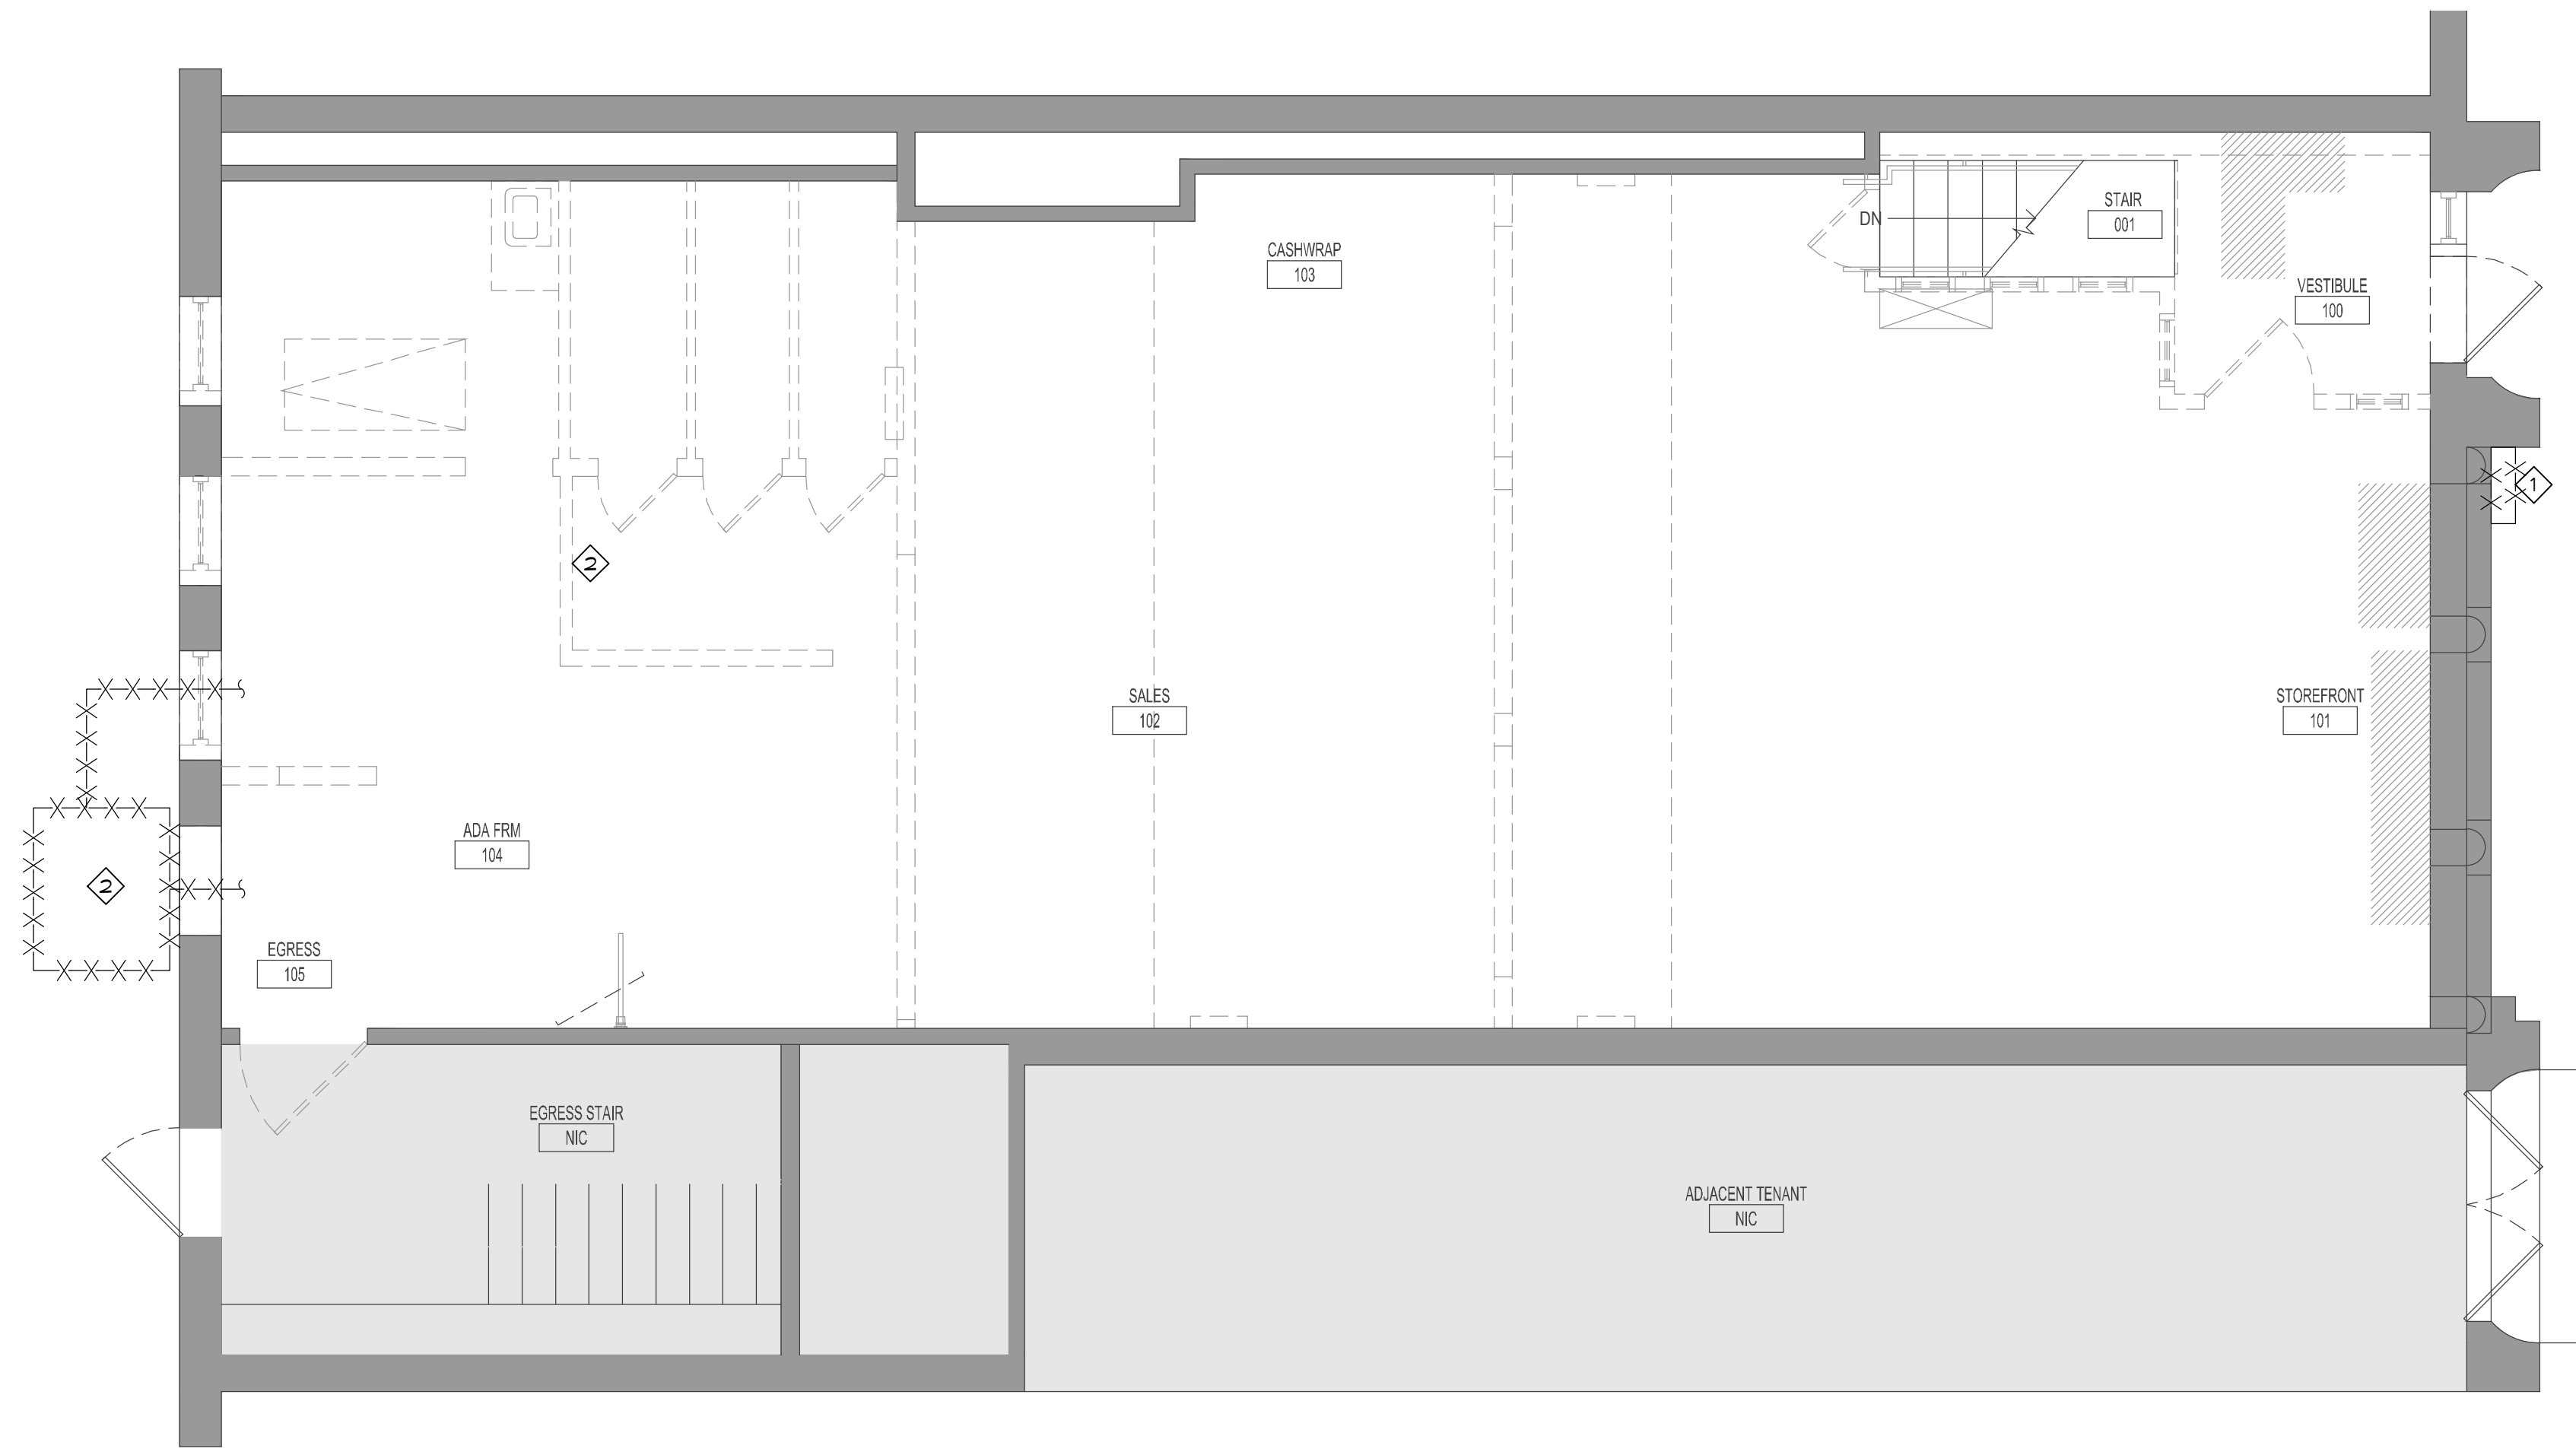 STAIR
001
DN
CASHWRAP
103
VESTIBULE
100
1
2
SALES
102
STOREFRONT
101
ADA FRM
104
2
EGRESS
105
EGRESS STAIR
NIC
ADJACENT TENANT
NIC